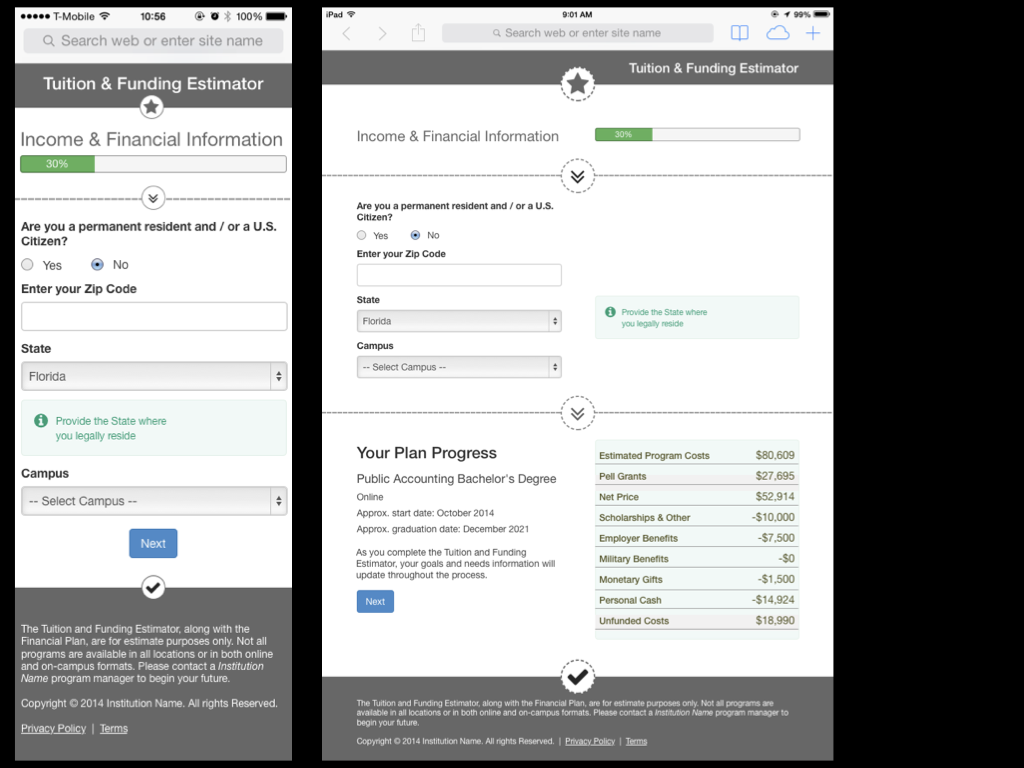 T-Mobile 10:56 100%
Search web or enter site name
Tuition & Funding Estimator
Income & Financial Information
30%
Are you a permanent resident and / or a U.S.
Citizen?
Yes No
Enter your Zip Code
State
Florida
Provide the State where
you legally reside
Campus
-- Select Campus --
Next
The Tuition and Funding Estimator, along with the
Financial Plan, are for estimate purposes only. Not all
programs are available in all locations or in both online
and on-campus formats. Please contact a Institution
Name program manager to begin your future.
Copyright © 2014 Institution Name. All rights Reserved.
Privacy Policy | Terms
iPad 9:01 AM 99%
Search web or enter site name
Tuition & Funding Estimator
Income & Financial Information
30%
Are you a permanent resident and / or a U.S.
Citizen?
Yes No
Enter your Zip Code
State
Florida
Provide the State where
you legally reside
Campus
-- Select Campus --
Your Plan Progress
Public Accounting Bachelor's Degree
Online
Approx. start date: October 2014
Approx. graduation date: December 2021
As you complete the Tuition and Funding
Estimator, your goals and needs information will
update throughout the process.
Next
Estimated Program Costs $80,609
Pell Grants $27,695
Net Price $52,914
Scholarships & Other -$10,000
Employer Benefits -$7,500
Military Benefits -$0
Monetary Gifts -$1,500
Personal Cash -$14,924
Unfunded Costs $18,990
The Tuition and Funding Estimator, along with the Financial Plan, are for estimate purposes only. Not all programs are
available in all locations or in both online and on-campus formats. Please contact a Institution Name program manager to
begin your future.
Copyright © 2014 Institution Name. All rights Reserved. | Privacy Policy | Terms